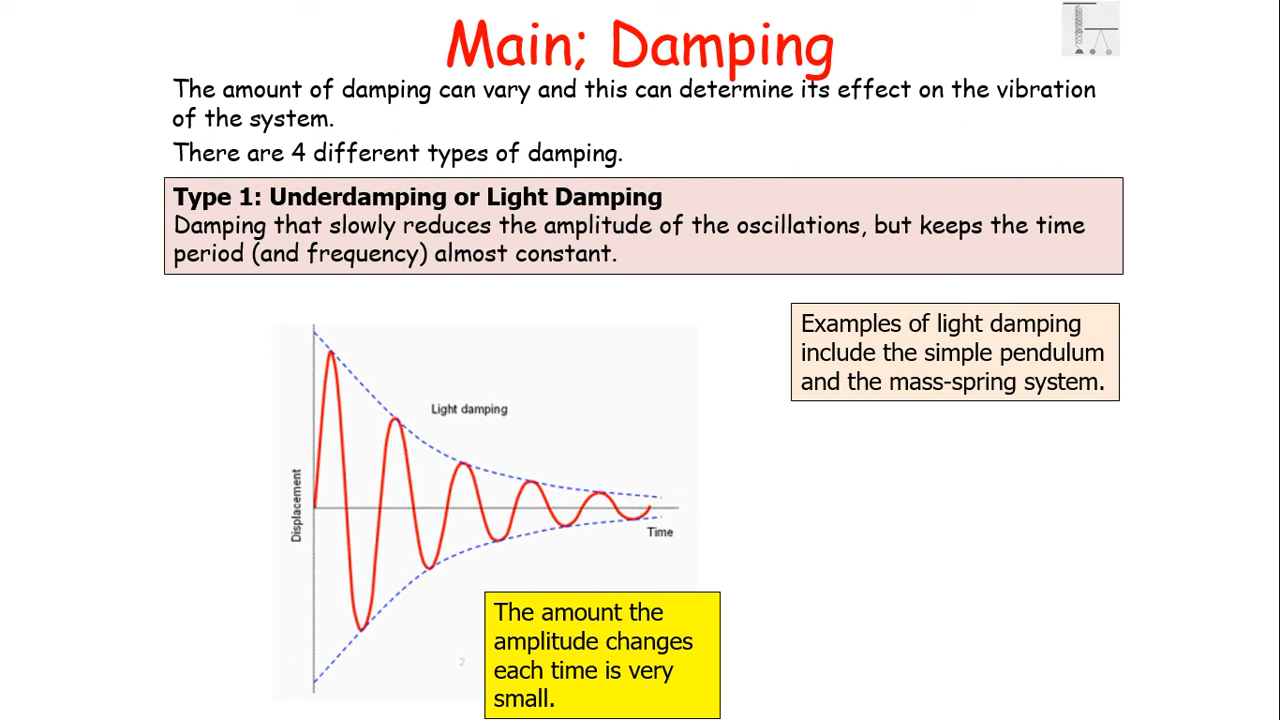 Main; Damping
The amount of damping can vary and this can determine its effect on the vibration
of the system.
There are 4 different types of damping.
Type 1: Underdamping or Light Damping
Damping that slowly reduces the amplitude of the oscillations, but keeps the time
period (and frequency) almost constant.
Examples of light damping
include the simple pendulum
and the mass-spring system.
Light damping
Displacement
Time
The amount the
amplitude changes
each time is very
small.
2